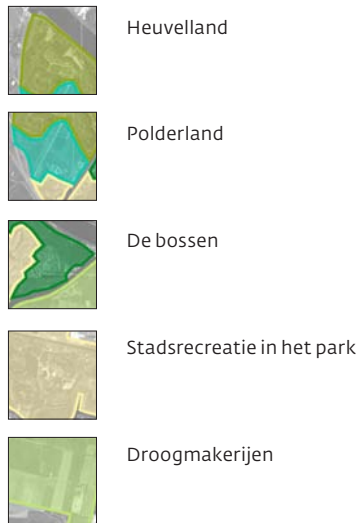 Heuvelland
Polderland
De bossen
Stadsrecreatie in het park
Droogmakerijen